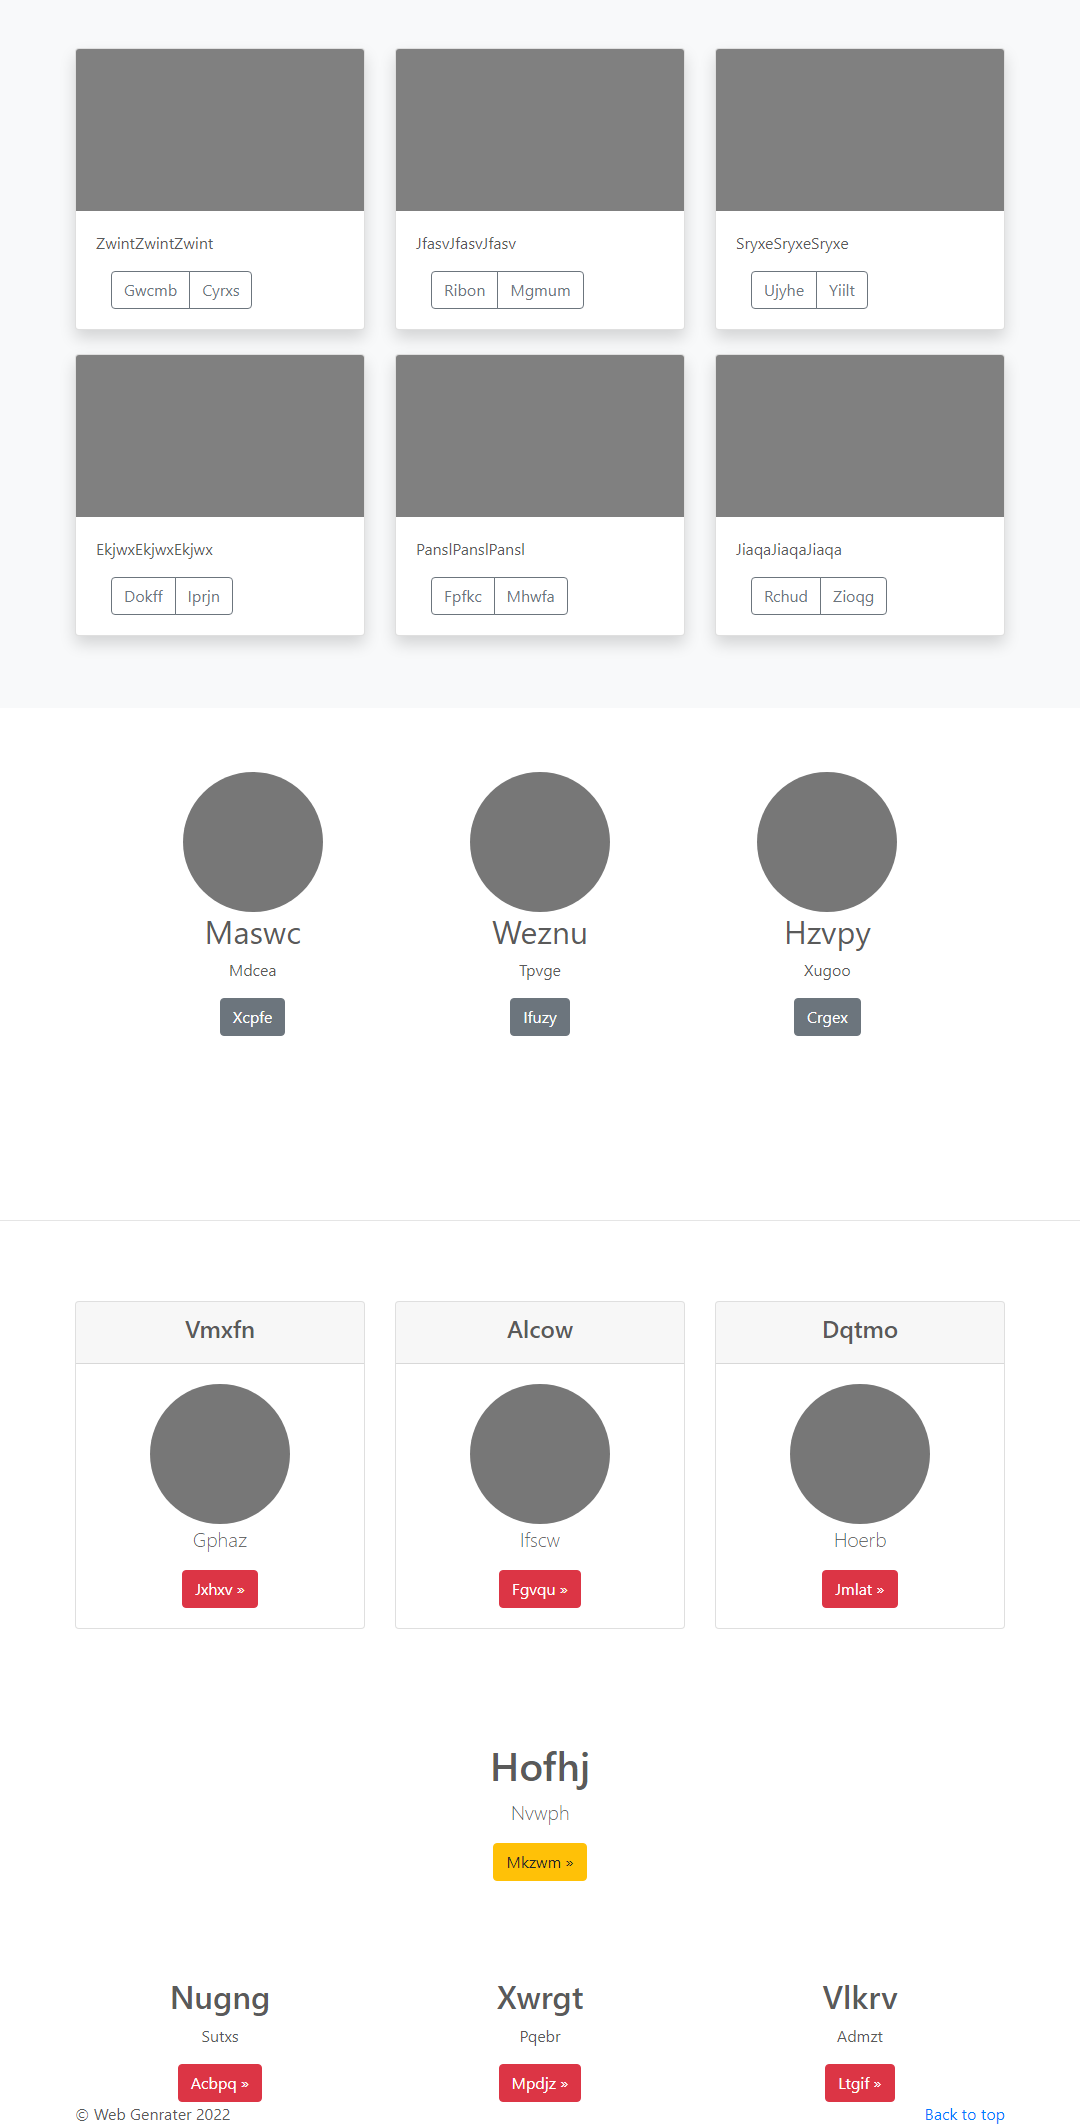 ZwintZwintZwint
Gwcmb Cyrxs
JfasvJfasvJfasv
Ribon Mgmum
SryxeSryxeSryxe
Ujyhe Yiilt
EkjwxEkjwxEkjwx
Dokff Iprjn
PanslPanslPansl
Fpfkc Mhwfa
JiaqaJiaqaJiaqa
Rchud Zioqg
Maswc
Mdcea
Xcpfe
Weznu
Tpvge
Ifuzy
Hzvpy
Xugoo
Crgex
Vmxfn
Gphaz
Jxhxv »
Alcow
Ifscw
Fgvqu »
Dqtmo
Hoerb
Jmlat »
Hofhj
Nvwph
Mkzwm »
Nugng
Sutxs
Acbpq »
Xwrgt
Pqebr
Mpdjz »
Vlkrv
Admzt
Ltgif »
© Web Genrater 2022
Back to top